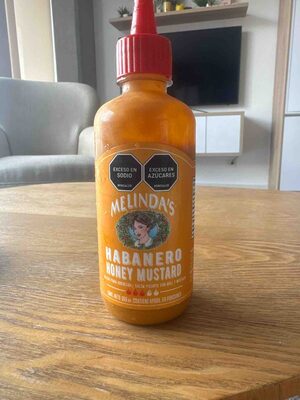 EXCESO EN
SODIO
EXCESO EN
AZÚCARES
MELINDA'S
HABANERO
HONEY MUSTARD